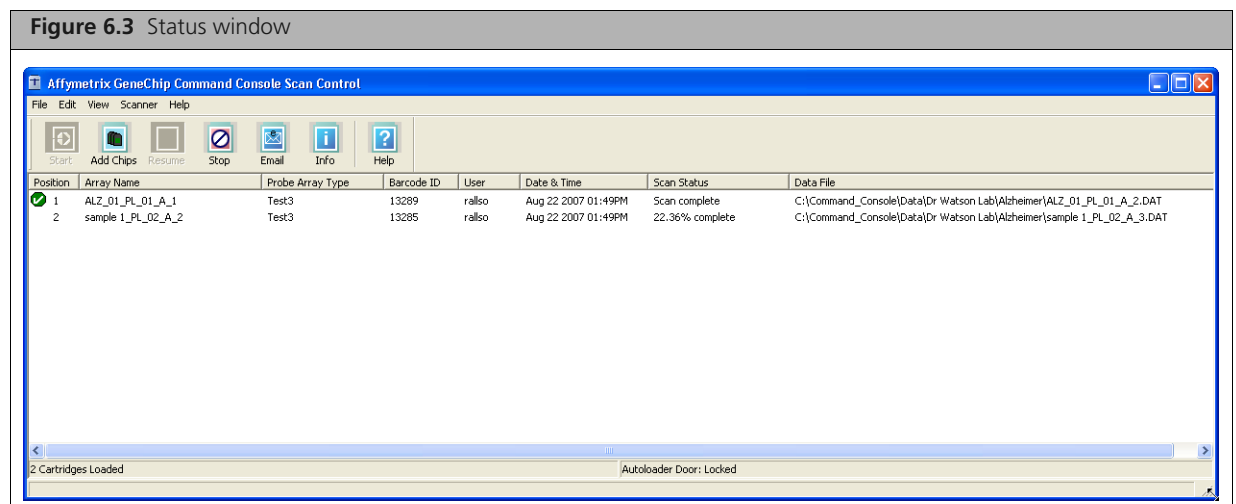 Figure 6.3 Status window
Affymetrix GeneChip Command Console Scan Control
File Edit View Scanner Help
Start Add Chips Resume Stop Email Info Help
Position Array Name Probe Array Type Barcode ID User Date & Time Scan Status Data File
1 ALZ_01_PL_01_A_1 Test3 13289 rallso Aug 22 2007 01:49PM Scan complete C:\Command_Console\Data\Dr Watson Lab\Alzheimer\ALZ_01_PL_01_A_2.DAT
2 sample 1_PL_02_A_2 Test3 13285 rallso Aug 22 2007 01:49PM 22.36% complete C:\Command_Console\Data\Dr Watson Lab\Alzheimer\sample 1_PL_02_A_3.DAT
2 Cartridges Loaded Autoloader Door: Locked